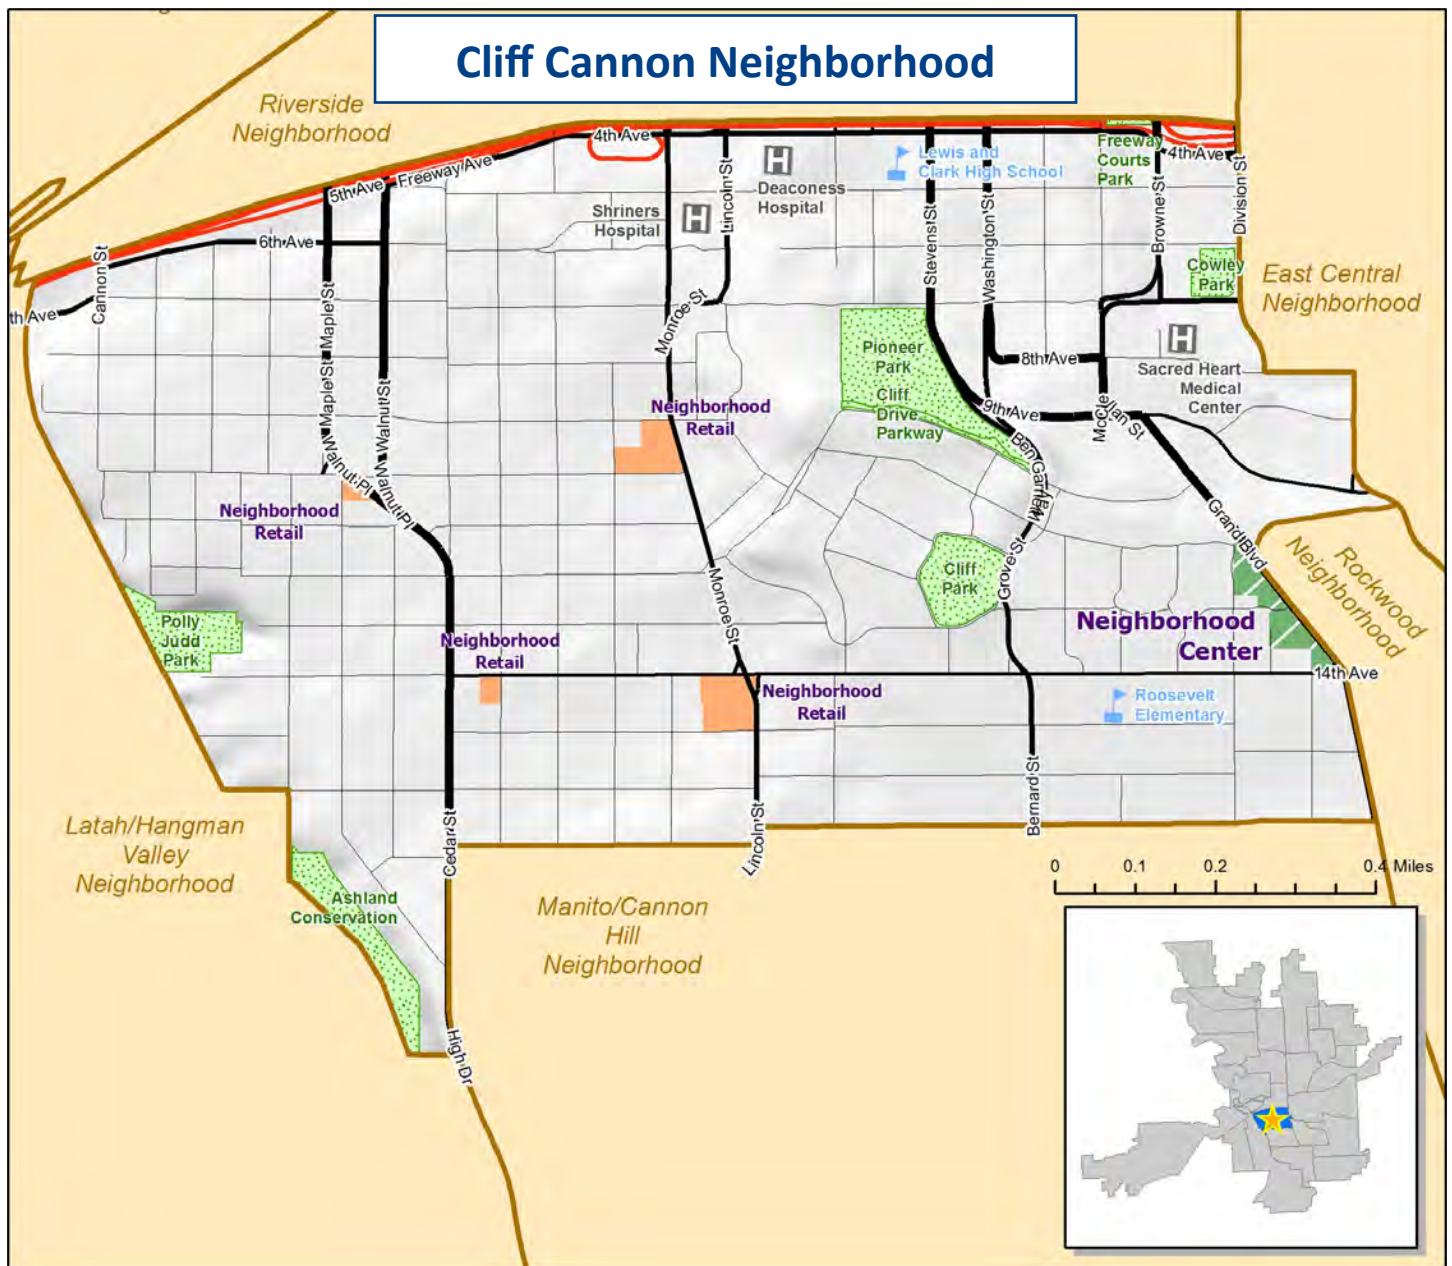 Cliff Cannon Neighborhood
Riverside
Neighborhood
4th Ave
Freeway Ave
5th Ave
6th Ave
Cannon St
th Ave
Maple St
Maple St
Walnut St
Walnut Pl
Walnut Pl
Shriners
Hospital
H
Lincoln St
H
Deaconess
Hospital
Monroe St
Lewis and
Clark High School
Stevens St
Washington St
Freeway
Courts
Park
4th Ave
Browne St
Division St
Cowley
Park
East Central
Neighborhood
Pioneer
Park
Cliff
Drive
Parkway
8th Ave
9th Ave
H
Sacred Heart
Medical
Center
McClellan St
Ben Garnett
Way
Grand Blvd
Rockwood
Neighborhood
Neighborhood
Retail
Neighborhood
Retail
Cliff
Park
Grove St
Monroe St
Polly
Judd
Park
Neighborhood
Retail
Neighborhood
Center
14th Ave
Neighborhood
Retail
Roosevelt
Elementary
Cedar St
Lincoln St
Bernard St
Latah/Hangman
Valley
Neighborhood
Ashland
Conservation
Manito/Cannon
Hill
Neighborhood
High Dr
0 0.1 0.2 0.4 Miles